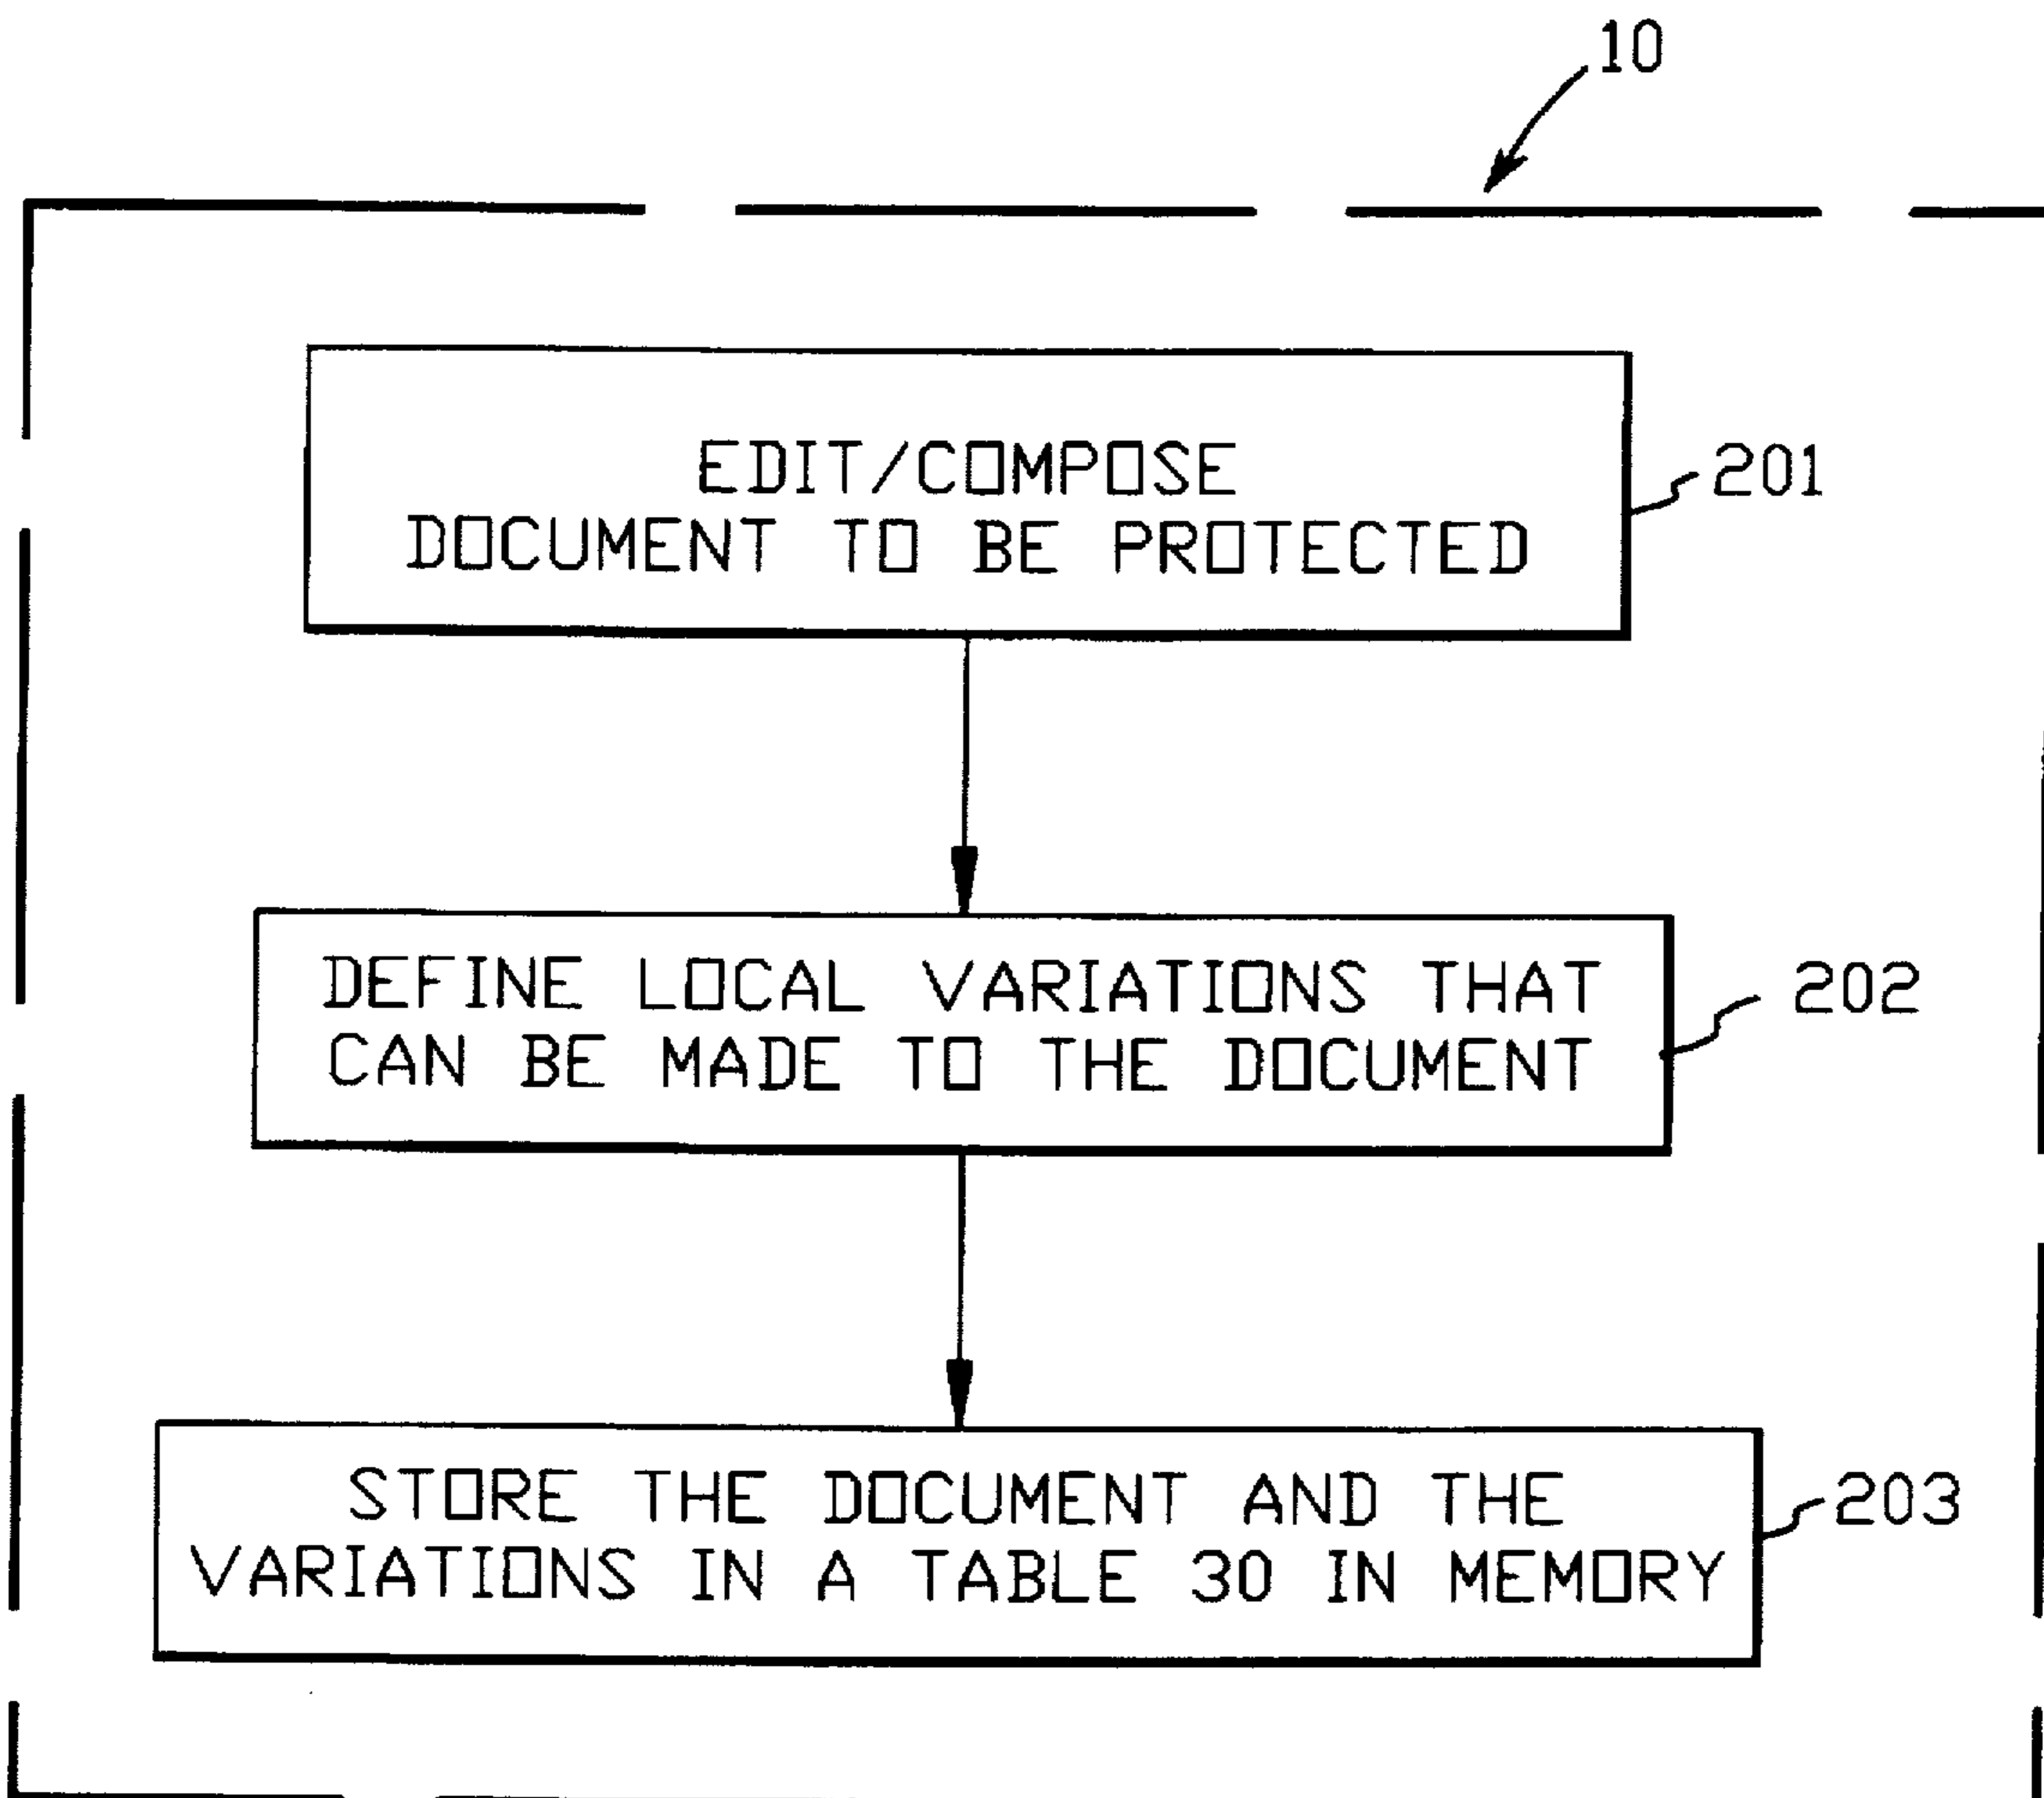 10
EDIT/COMPOSE
DOCUMENT TO BE PROTECTED
201
DEFINE LOCAL VARIATIONS THAT
CAN BE MADE TO THE DOCUMENT
202
STORE THE DOCUMENT AND THE
VARIATIONS IN A TABLE 30 IN MEMORY
203